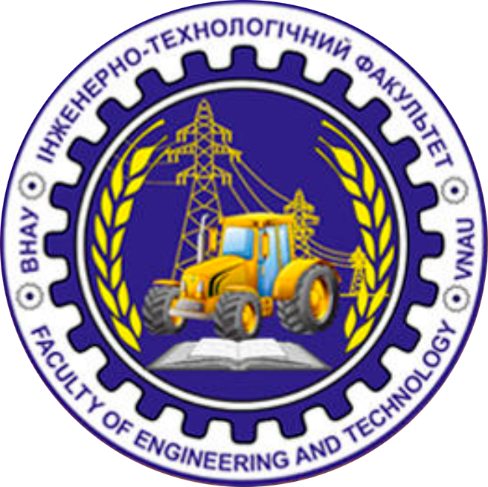 ІНЖЕНЕРНО-ТЕХНОЛОГІЧНИЙ ФАКУЛЬТЕТ
ВНАУ
VNAU
FACULTY OF ENGINEERING AND TECHNOLOGY